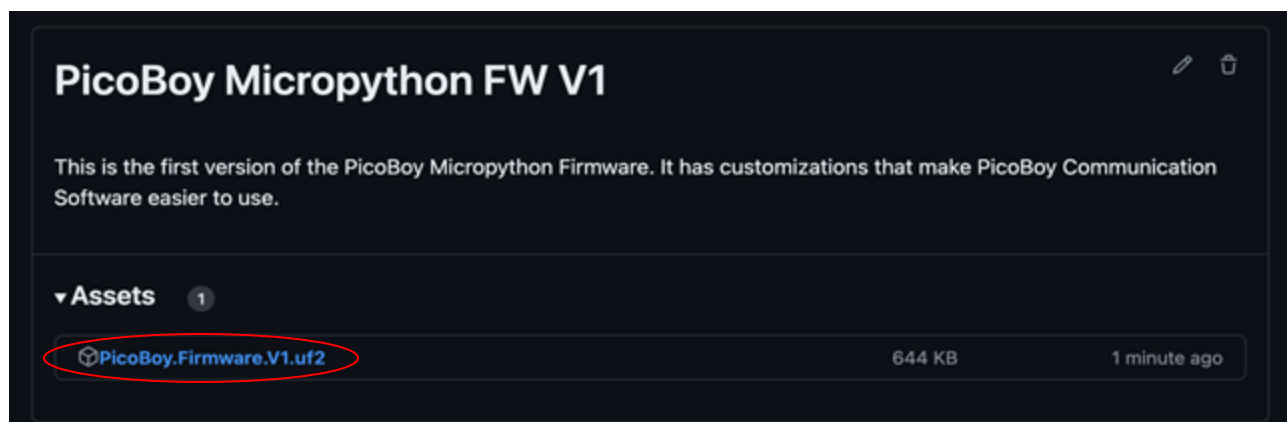 PicoBoy Micropython FW V1
This is the first version of the PicoBoy Micropython Firmware. It has customizations that make PicoBoy Communication
Software easier to use.
Assets 1
PicoBoy.Firmware.V1.uf2 644 KB 1 minute ago